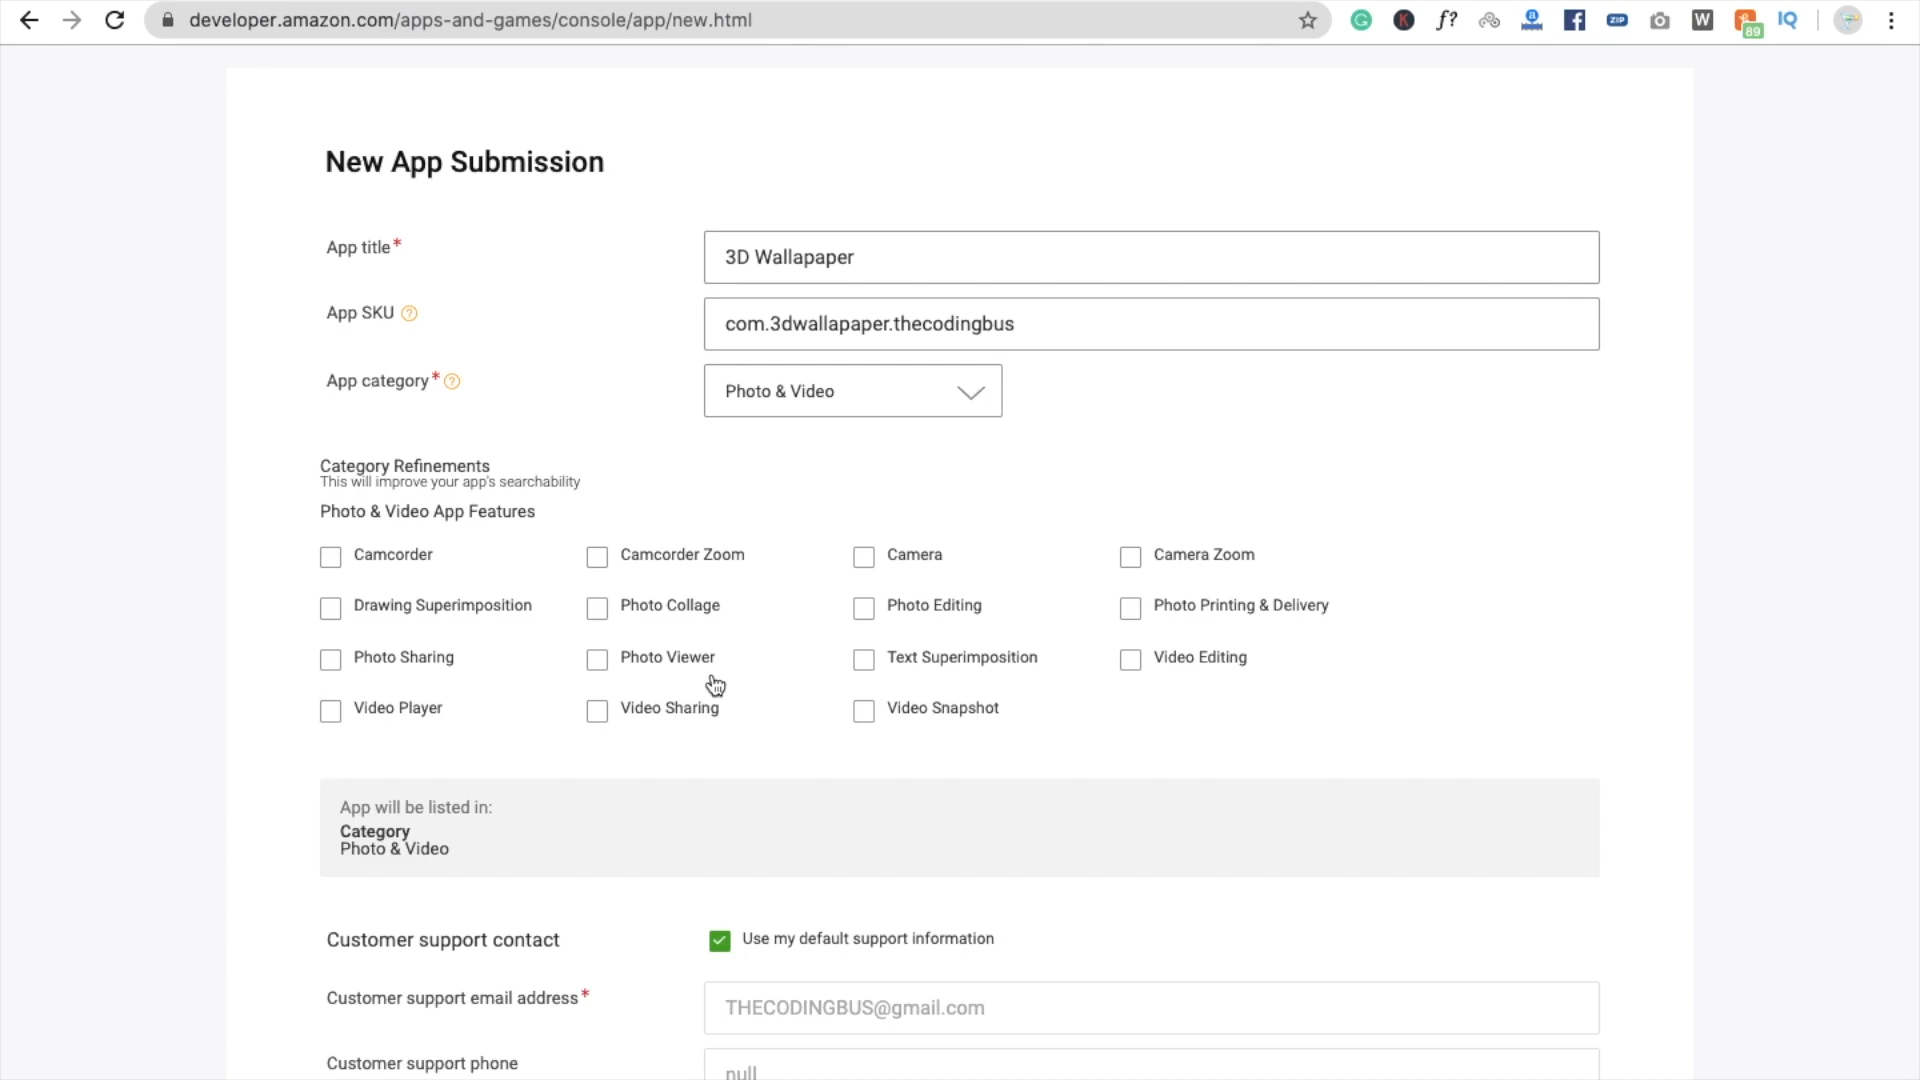 developer.amazon.com/apps-and-games/console/app/new.html
f?
ZIP
W
89
IQ
New App Submission
App title*
3D Wallapaper
App SKU ?
com.3dwallapaper.thecodingbus
App category* ?
Photo & Video
Category Refinements
This will improve your app's searchability
Photo & Video App Features
Camcorder
Camcorder Zoom
Camera
Camera Zoom
Drawing Superimposition
Photo Collage
Photo Editing
Photo Printing & Delivery
Photo Sharing
Photo Viewer
Text Superimposition
Video Editing
Video Player
Video Sharing
Video Snapshot
App will be listed in:
Category
Photo & Video
Customer support contact
Use my default support information
Customer support email address*
THECODINGBUS@gmail.com
Customer support phone
null